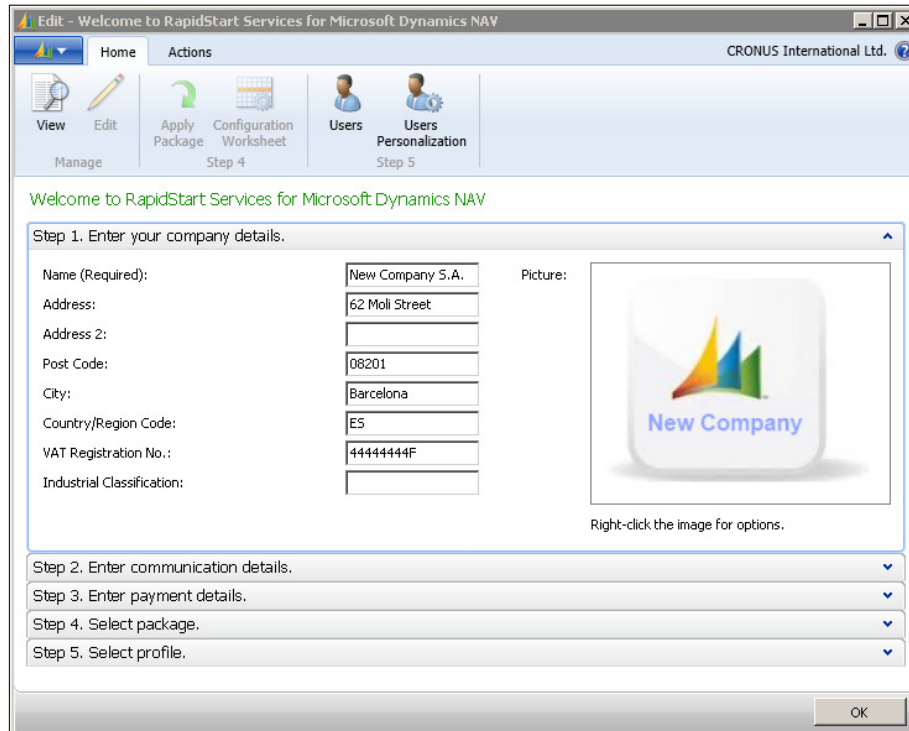 Edit - Welcome to RapidStart Services for Microsoft Dynamics NAV
Home Actions CRONUS International Ltd.
View Edit Apply Package Configuration Worksheet Users Users Personalization
Manage Step 4 Step 5
Welcome to RapidStart Services for Microsoft Dynamics NAV
Step 1. Enter your company details.
Name (Required): New Company S.A. Picture:
Address: 62 Moli Street
Address 2:
Post Code: 08201
City: Barcelona
Country/Region Code: ES
VAT Registration No.: 44444444F
Industrial Classification:
New Company
Right-click the image for options.
Step 2. Enter communication details.
Step 3. Enter payment details.
Step 4. Select package.
Step 5. Select profile.
OK